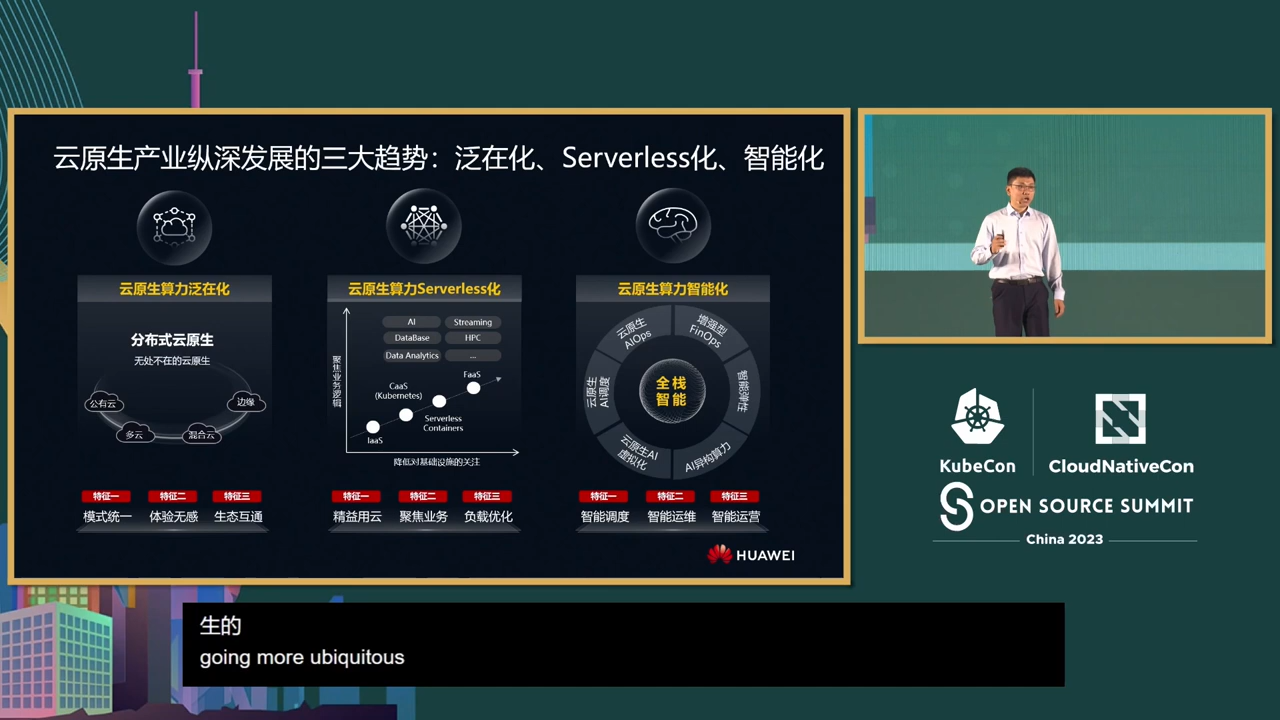 云原生产业纵深发展的三大趋势：泛在化、Serverless化、智能化
云原生算力泛在化
分布式云原生
无处不在的云原生
公有云
多云
混合云
边缘
特征一
特征二
特征三
模式统一
体验无感
生态互通
云原生算力Serverless化
聚焦业务逻辑
AI
Streaming
DataBase
HPC
Data Analytics
...
FaaS
CaaS
(Kubernetes)
Serverless
Containers
IaaS
降低对基础设施的关注
特征一
特征二
特征三
精益用云
聚焦业务
负载优化
云原生算力智能化
云原生
AIOps
增强型
FinOps
智能弹性
AI异构算力
云原生AI
虚拟化
云原生
AI调度
全栈
智能
特征一
特征二
特征三
智能调度
智能运维
智能运营
HUAWEI
KubeCon
CloudNativeCon
OPEN SOURCE SUMMIT
China 2023
生的
going more ubiquitous